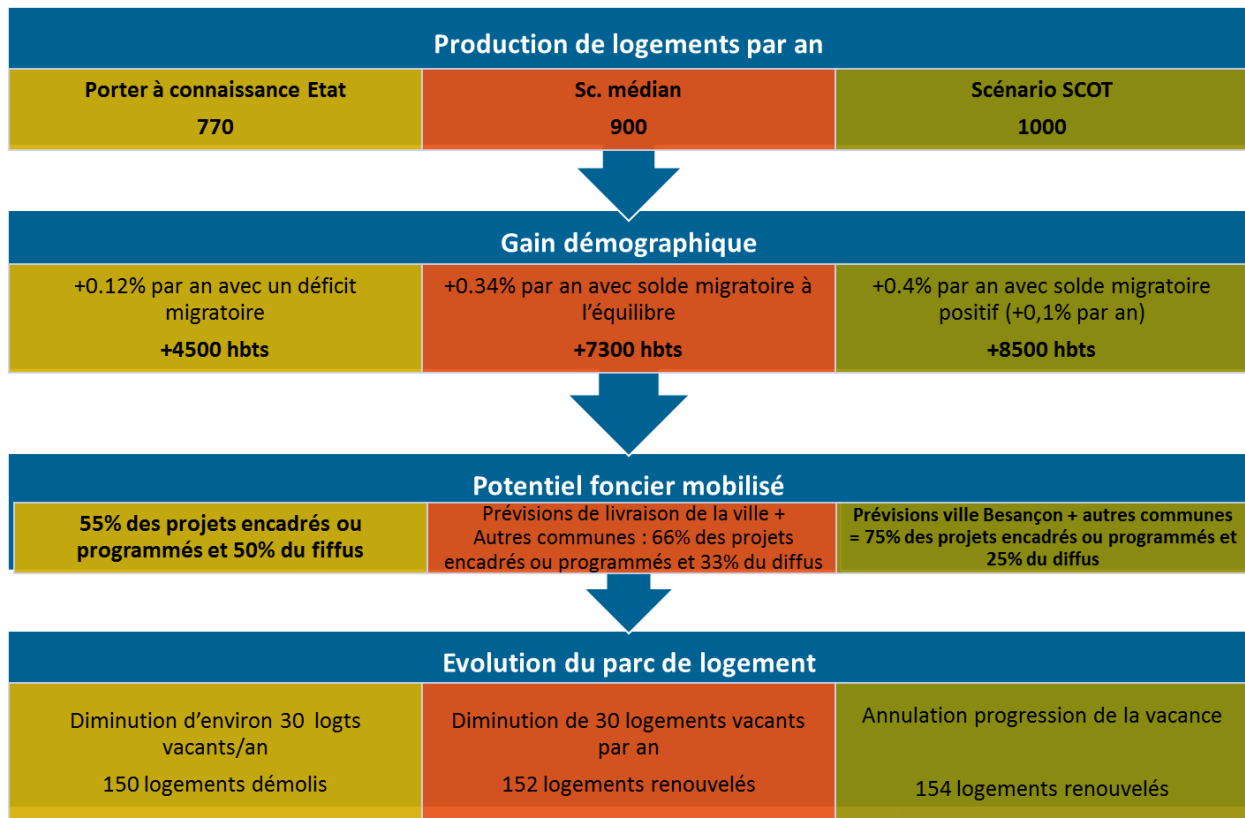 Production de logements par an
Porter à connaissance Etat
770
Sc. médian
900
Scénario SCOT
1000
Gain démographique
+0.12% par an avec un déficit
migratoire
+4500 hbts
+0.34% par an avec solde migratoire à
l’équilibre
+7300 hbts
+0.4% par an avec solde migratoire
positif (+0,1% par an)
+8500 hbts
Potentiel foncier mobilisé
55% des projets encadrés ou
programmés et 50% du fiffus
Prévisions de livraison de la ville +
Autres communes : 66% des projets
encadrés ou programmés et 33% du diffus
Prévisions ville Besançon + autres communes
= 75% des projets encadrés ou programmés et
25% du diffus
Evolution du parc de logement
Diminution d’environ 30 logts
vacants/an
150 logements démolis
Diminution de 30 logements vacants
par an
152 logements renouvelés
Annulation progression de la vacance
154 logements renouvelés